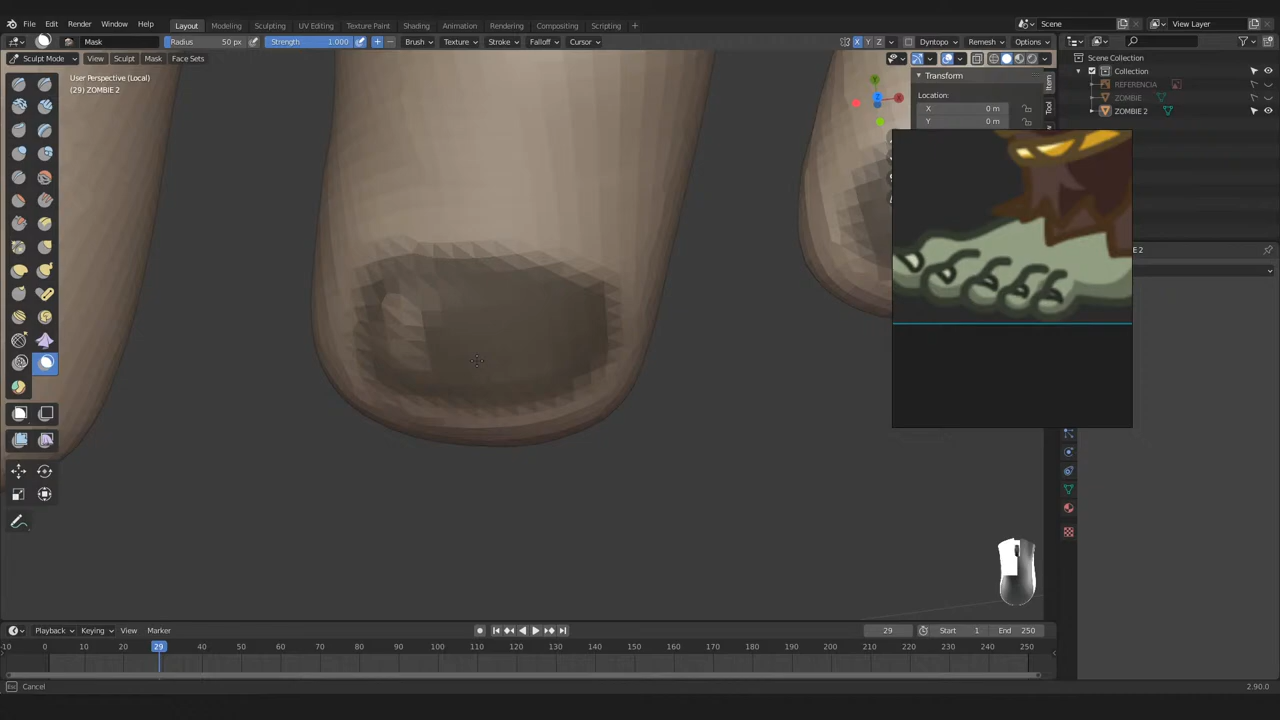 File Edit Render Window Help Layout Modeling Sculpting UV Editing Texture Paint Shading Animation Rendering Compositing Scripting + Scene View Layer
Mask Radius 50 px Strength 1.000 Brush Texture Stroke Falloff Cursor X Y Z Dyntopo Remesh Options
Sculpt Mode View Sculpt Mask Face Sets
Scene Collection
Collection
REFERENCIA
ZOMBIE
ZOMBIE 2
User Perspective (Local)
(29) ZOMBIE 2
Transform
Location:
X 0 m
Y 0 m
Item
Tool
E 2
Playback Keying View Marker 29 Start 1 End 250
-10 0 10 20 29 40 50 60 70 80 90 100 110 120 130 140 150 160 170 180 190 200 210 220 230 240 250
Cancel 2.90.0